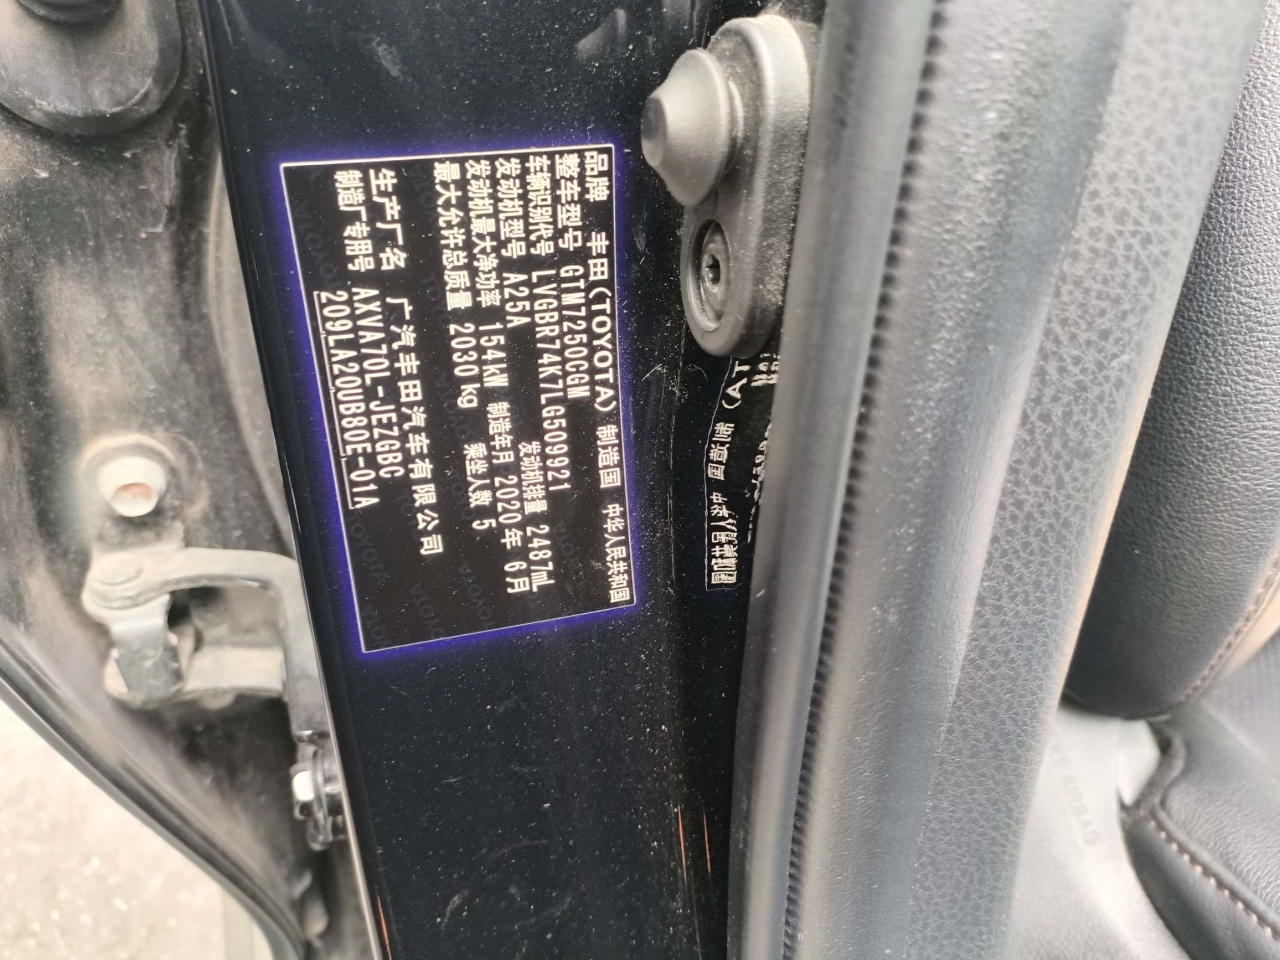 品牌 丰田(TOYOTA) 制造国 中华人民共和国
整车型号 GTM7250CGM
车辆识别代号 LVGBR74K7LG509921
发动机型号 A25A 发动机排量 2487mL
发动机最大净功率 154kW 制造年月 2020年 6月
最大允许总质量 2030kg 乘坐人数 5
生产厂名 广汽丰田汽车有限公司
制造厂专用号 AXVA70L-JEZGBC
209LA20UB80E-01A